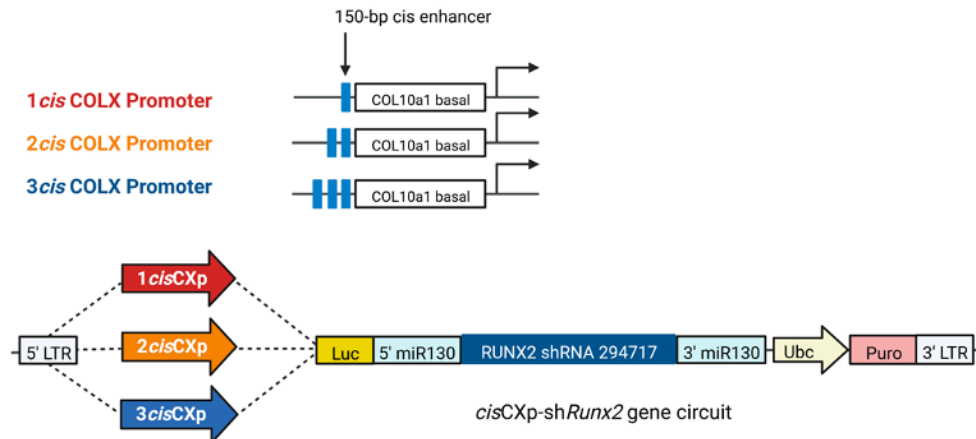 150-bp cis enhancer
1cis COLX Promoter
COL10a1 basal
2cis COLX Promoter
COL10a1 basal
3cis COLX Promoter
COL10a1 basal
1cisCXp
5' LTR
2cisCXp
Luc
5' miR130
RUNX2 shRNA 294717
3' miR130
Ubc
Puro
3' LTR
3cisCXp
cisCXp-shRunx2 gene circuit